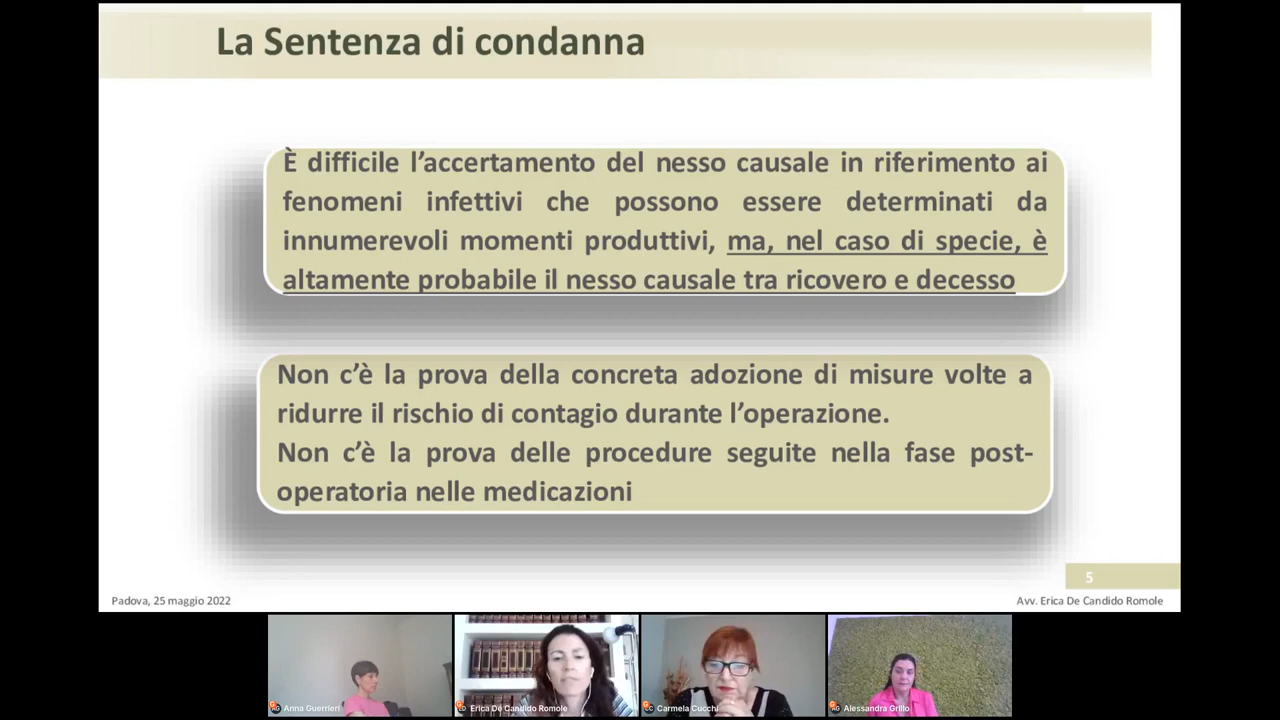 La Sentenza di condanna
È difficile l’accertamento del nesso causale in riferimento ai
fenomeni infettivi che possono essere determinati da
innumerevoli momenti produttivi, ma, nel caso di specie, è
altamente probabile il nesso causale tra ricovero e decesso
Non c’è la prova della concreta adozione di misure volte a
ridurre il rischio di contagio durante l’operazione.
Non c’è la prova delle procedure seguite nella fase post-
operatoria nelle medicazioni
5
Padova, 25 maggio 2022
Avv. Erica De Candido Romole
AG Anna Guerrieri
ED Erica De Candido Romole
CC Carmela Cucchi
AG Alessandra Grillo